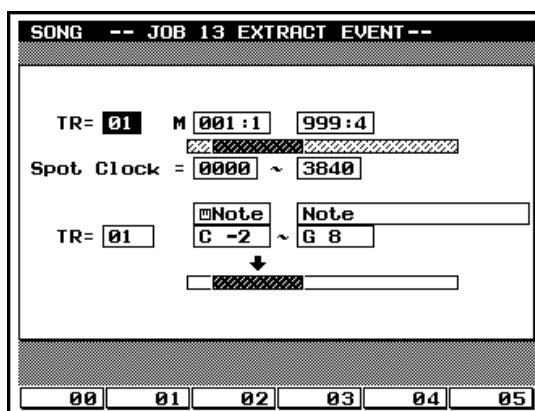 SONG -- JOB 13 EXTRACT EVENT--
TR= 01 M 001:1 999:4
Spot Clock = 0000 ~ 3840
mNote Note
TR= 01 C -2 ~ G 8
00 01 02 03 04 05